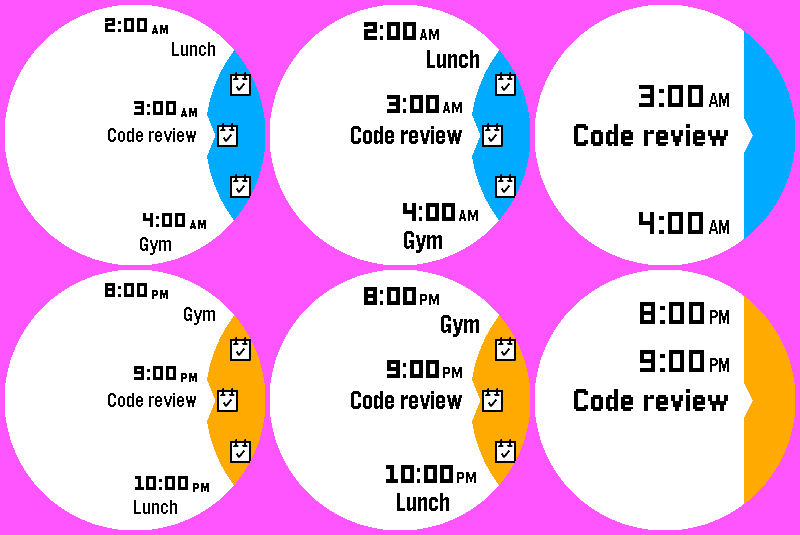 2:00 AM
Lunch
3:00 AM
Code review
4:00 AM
Gym
2:00 AM
Lunch
3:00 AM
Code review
4:00 AM
Gym
3:00 AM
Code review
4:00 AM
8:00 PM
Gym
9:00 PM
Code review
10:00 PM
Lunch
8:00 PM
Gym
9:00 PM
Code review
10:00 PM
Lunch
8:00 PM
9:00 PM
Code review